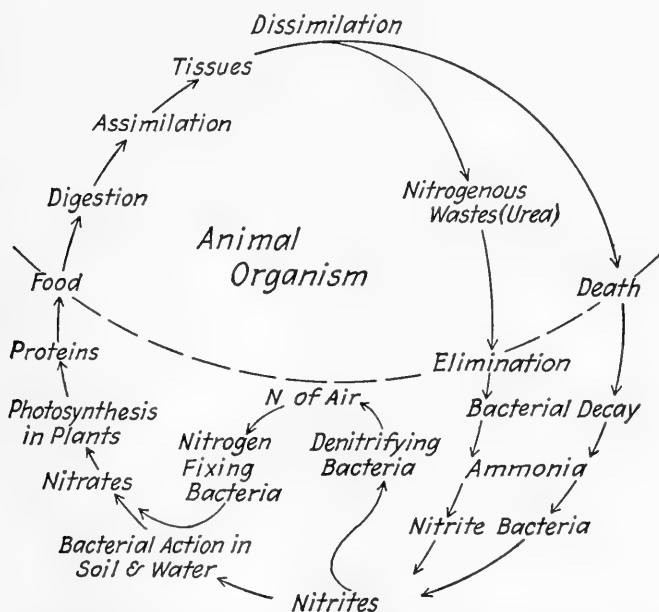 Dissimilation
Tissues
Assimilation
Digestion
Nitrogenous
Wastes (Urea)
Animal
Organism
Food
Death
Proteins
Elimination
N of Air
Photosynthesis
in Plants
Nitrogen
Fixing
Bacteria
Denitrifying
Bacteria
Bacterial Decay
Ammonia
Nitrates
Nitrite Bacteria
Bacterial Action in
Soil & Water
Nitrites